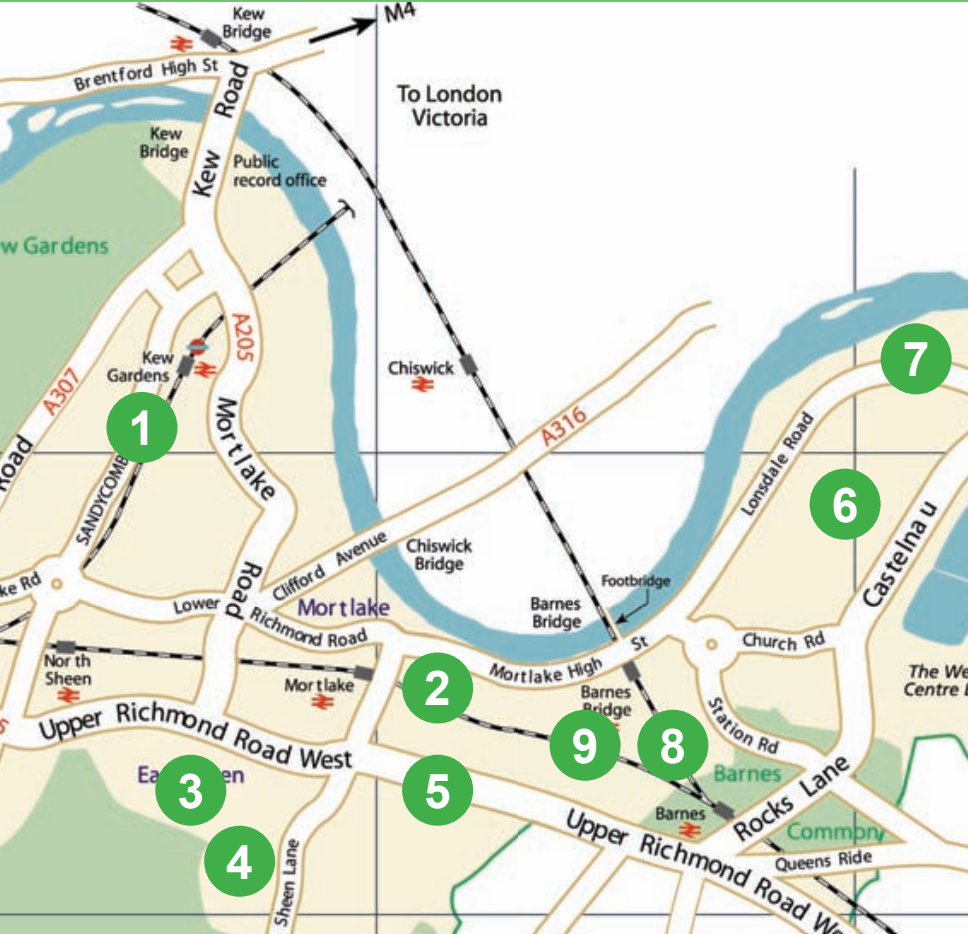 Kew
Bridge
M4
Brentford High St
Kew Road
To London
Victoria
Kew
Bridge
Public
record office
w Gardens
A205
Kew
Gardens
A307
Chiswick
7
1
A316
Road
Mortlake
Road
SANDYCOMB
Lonsdale Road
6
Castelnau
Clifford Avenue
Chiswick
Bridge
Footbridge
ke Rd
Lower
Richmond Road
Mortlake
Barnes
Bridge
Church Rd
Mortlake High St
North
Sheen
Mortlake
2
Barnes
Bridge
The We
Centre
Station Rd
5
Upper Richmond Road West
9
8
3
5
Barnes
Barnes
Rocks Lane
Common
4
Sheen Lane
Upper Richmond Road We
Queens Ride